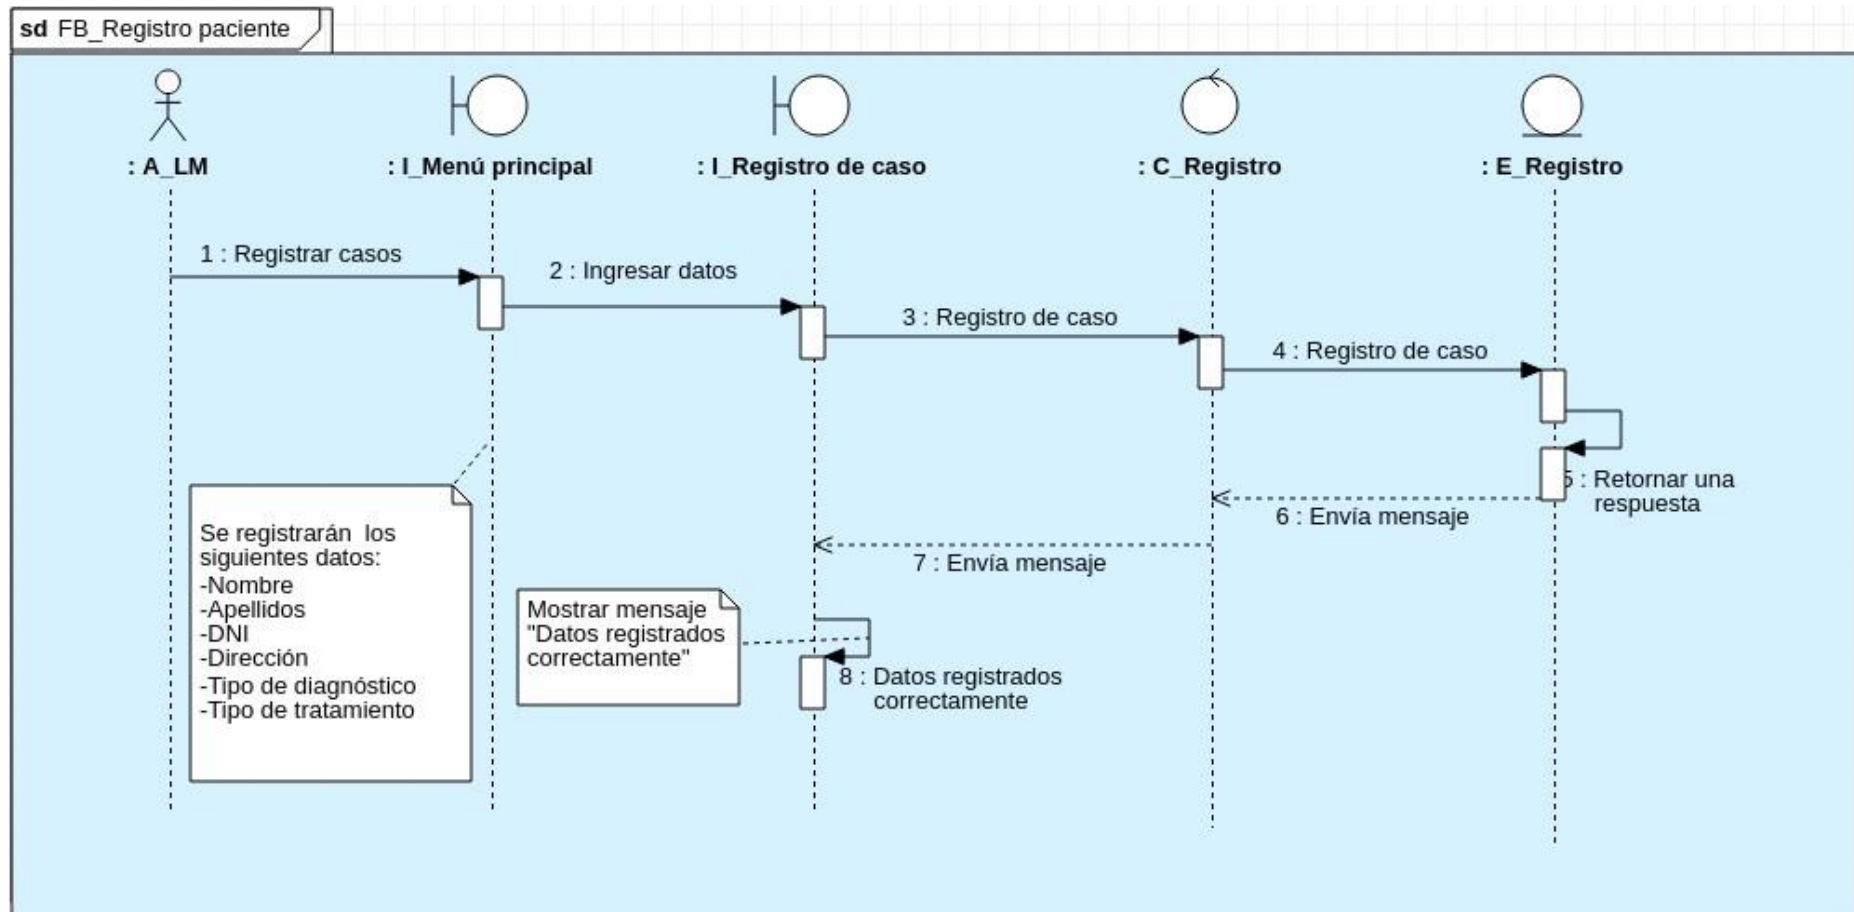 sd FB_Registro paciente
: A_LM
: I_Menú principal
: I_Registro de caso
: C_Registro
: E_Registro
1 : Registrar casos
2 : Ingresar datos
3 : Registro de caso
4 : Registro de caso
5 : Retornar una
respuesta
6 : Envía mensaje
7 : Envía mensaje
Se registrarán los
siguientes datos:
-Nombre
-Apellidos
-DNI
-Dirección
-Tipo de diagnóstico
-Tipo de tratamiento
Mostrar mensaje
"Datos registrados
correctamente"
8 : Datos registrados
correctamente